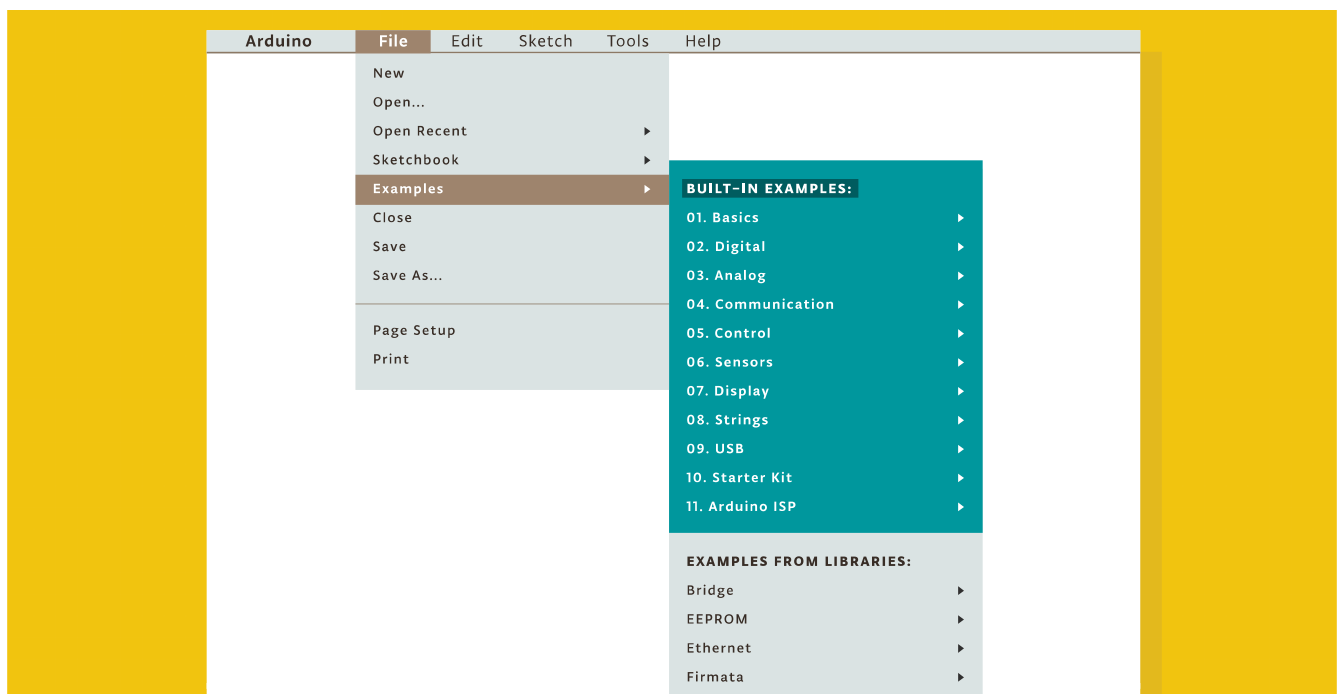 Arduino File Edit Sketch Tools Help
New
Open...
Open Recent
Sketchbook
Examples
Close
Save
Save As...
Page Setup
Print
BUILT-IN EXAMPLES:
01. Basics
02. Digital
03. Analog
04. Communication
05. Control
06. Sensors
07. Display
08. Strings
09. USB
10. Starter Kit
11. Arduino ISP
EXAMPLES FROM LIBRARIES:
Bridge
EEPROM
Ethernet
Firmata